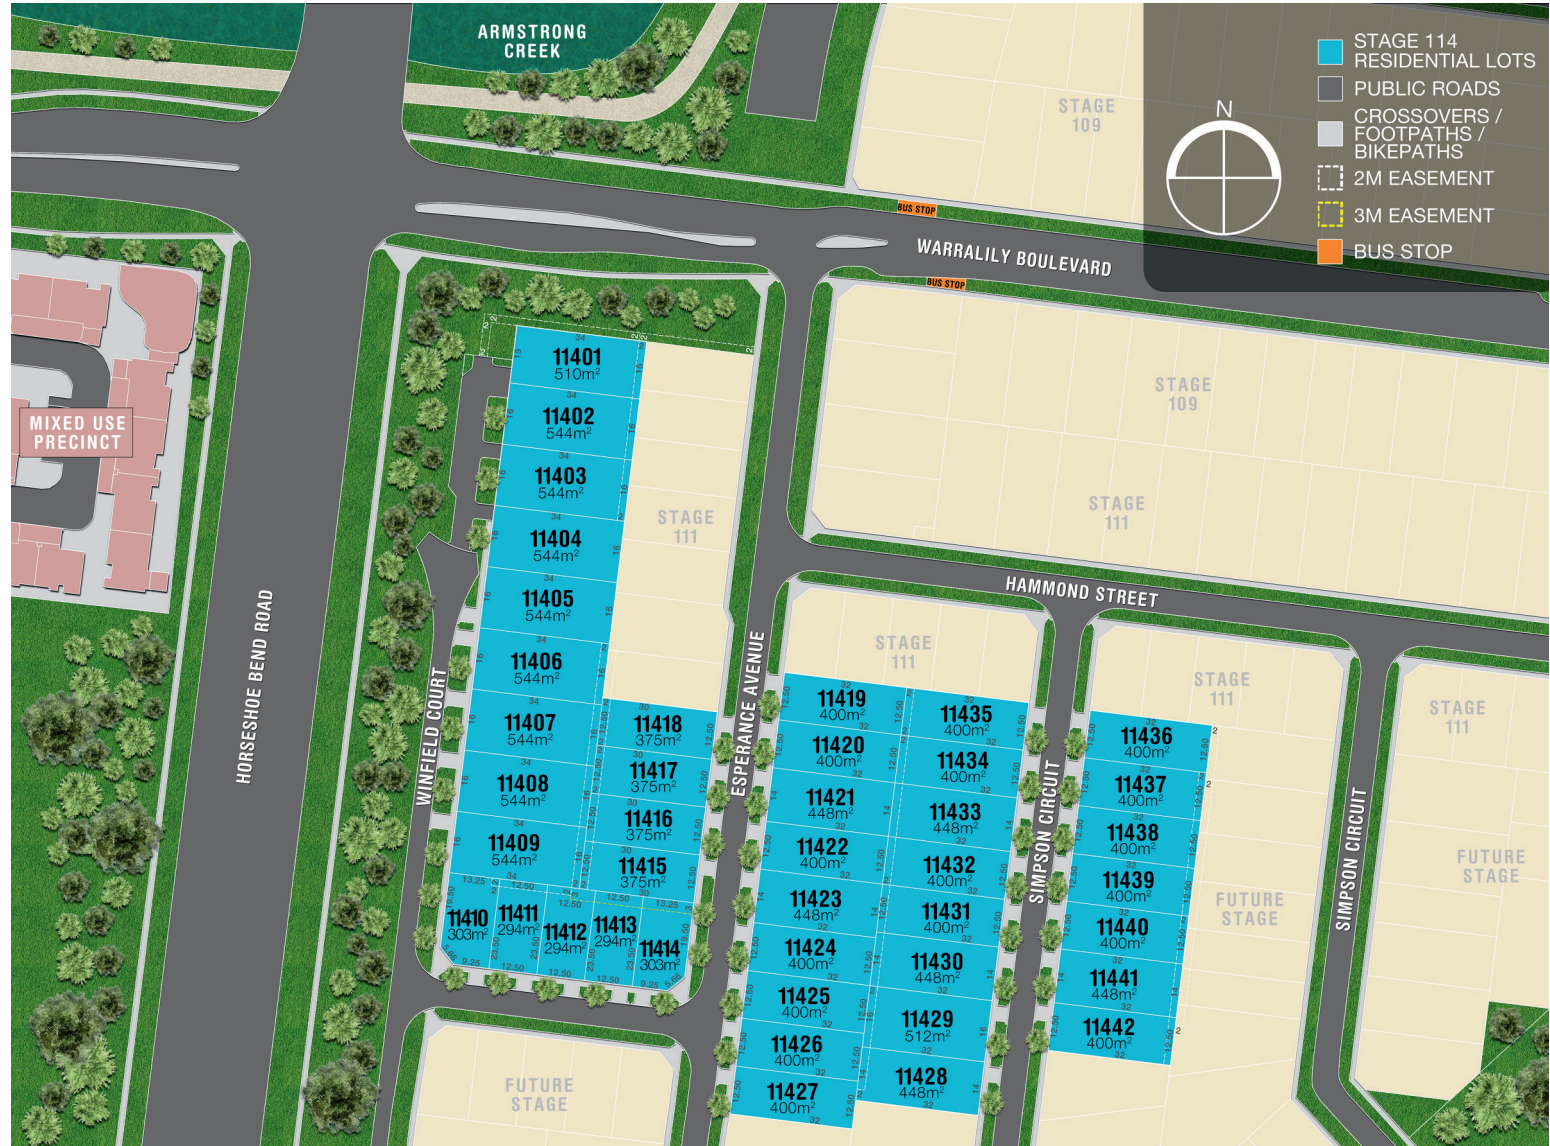 ARMSTRONG
CREEK
STAGE
109
N
STAGE 114
RESIDENTIAL LOTS
PUBLIC ROADS
CROSSOVERS /
FOOTPATHS /
BIKEPATHS
2M EASEMENT
3M EASEMENT
BUS STOP
BUS STOP
WARRALILY BOULEVARD
BUS STOP
MIXED USE
PRECINCT
STAGE
109
STAGE
111
STAGE
111
HAMMOND STREET
HORSESHOE BEND ROAD
WINFIELD COURT
ESPERANCE AVENUE
SIMPSON CIRCUIT
SIMPSON CIRCUIT
STAGE
111
STAGE
111
STAGE
111
FUTURE
STAGE
FUTURE
STAGE
FUTURE
STAGE
11401
510m²
11402
544m²
11403
544m²
11404
544m²
11405
544m²
11406
544m²
11407
544m²
11408
544m²
11409
544m²
11410
303m²
11411
294m²
11412
294m²
11413
294m²
11414
303m²
11415
375m²
11416
375m²
11417
375m²
11418
375m²
11419
400m²
11420
400m²
11421
448m²
11422
400m²
11423
448m²
11424
400m²
11425
400m²
11426
400m²
11427
400m²
11428
448m²
11429
512m²
11430
448m²
11431
400m²
11432
400m²
11433
448m²
11434
400m²
11435
400m²
11436
400m²
11437
400m²
11438
400m²
11439
400m²
11440
400m²
11441
448m²
11442
400m²